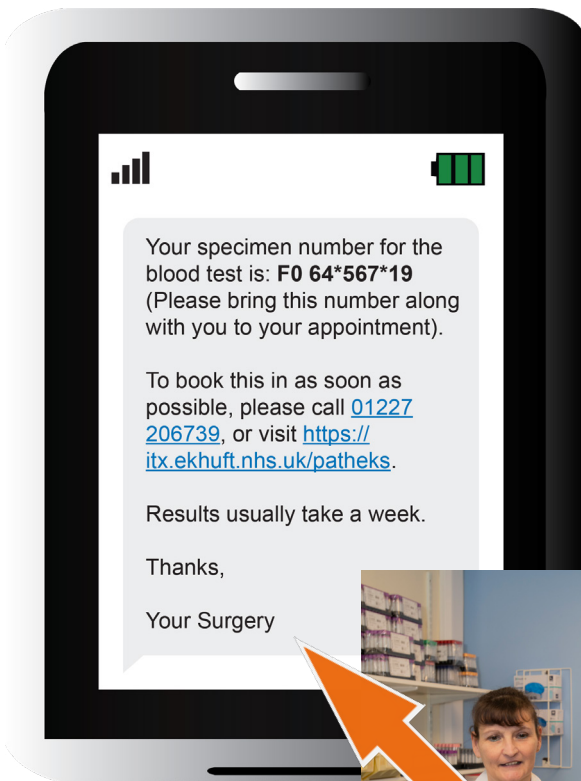 Your specimen number for the
blood test is: F0 64*567*19
(Please bring this number along
with you to your appointment).
To book this in as soon as
possible, please call 01227
206739, or visit https://
itx.ekhuft.nhs.uk/patheks.
Results usually take a week.
Thanks,
Your Surgery